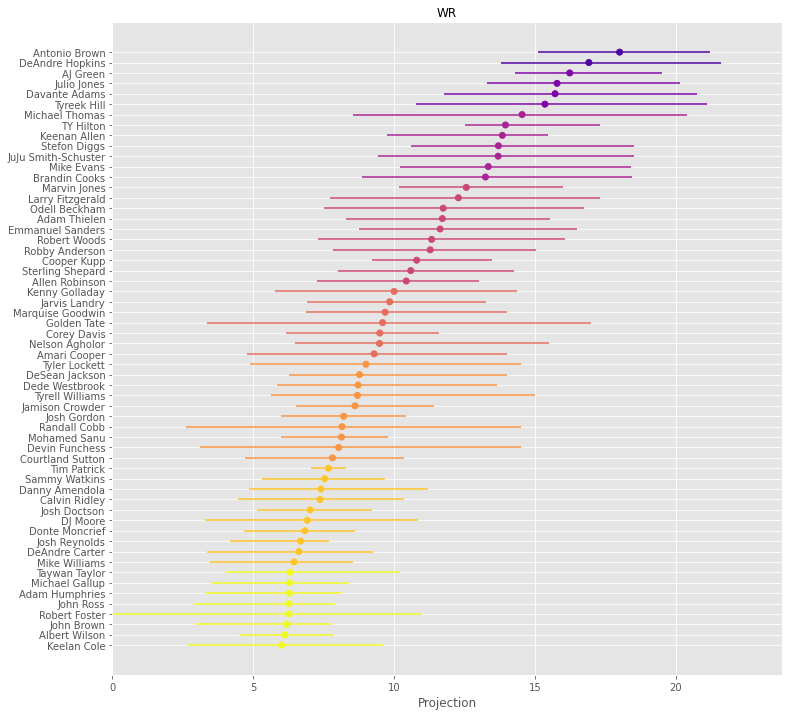 WR
Antonio Brown
DeAndre Hopkins
AJ Green
Julio Jones
Davante Adams
Tyreek Hill
Michael Thomas
TY Hilton
Keenan Allen
Stefon Diggs
JuJu Smith-Schuster
Mike Evans
Brandin Cooks
Marvin Jones
Larry Fitzgerald
Odell Beckham
Adam Thielen
Emmanuel Sanders
Robert Woods
Robby Anderson
Cooper Kupp
Sterling Shepard
Allen Robinson
Kenny Golladay
Jarvis Landry
Marquise Goodwin
Golden Tate
Corey Davis
Nelson Agholor
Amari Cooper
Tyler Lockett
DeSean Jackson
Dede Westbrook
Tyrell Williams
Jamison Crowder
Josh Gordon
Randall Cobb
Mohamed Sanu
Devin Funchess
Courtland Sutton
Tim Patrick
Sammy Watkins
Danny Amendola
Calvin Ridley
Josh Doctson
DJ Moore
Donte Moncrief
Josh Reynolds
DeAndre Carter
Mike Williams
Taywan Taylor
Michael Gallup
Adam Humphries
John Ross
Robert Foster
John Brown
Albert Wilson
Keelan Cole
0 5 10 15 20
Projection